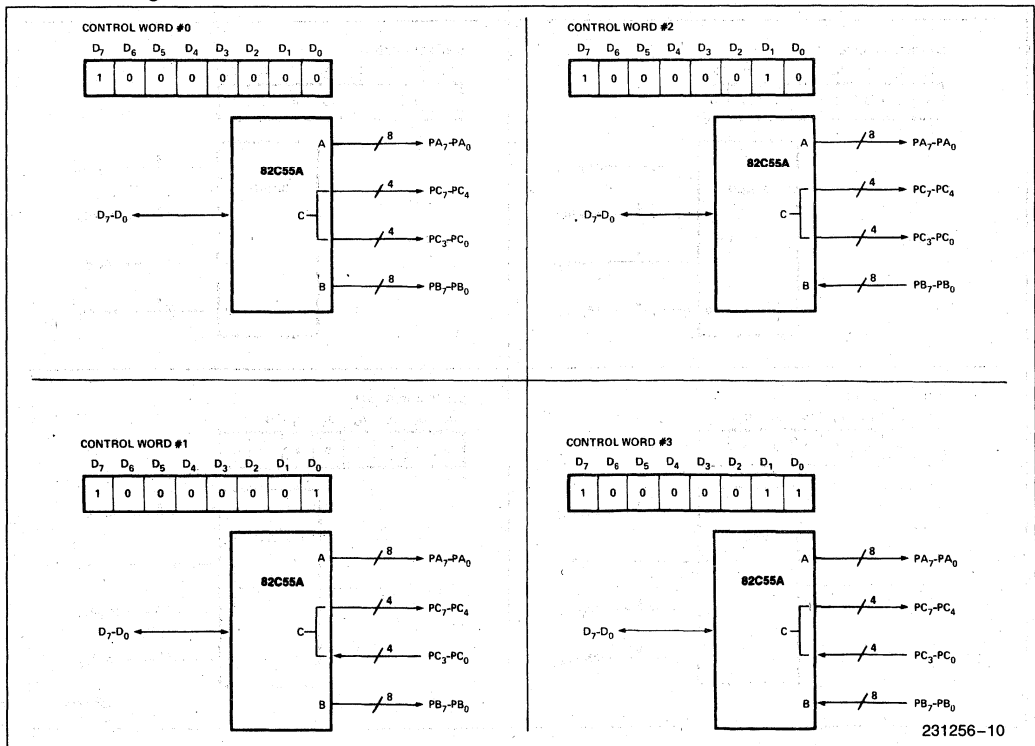 CONTROL WORD #0
D7 D6 D5 D4 D3 D2 D1 D0
1 0 0 0 0 0 0 0
82C55A
A
8
PA7-PA0
4
PC7-PC4
D7-D0
C
4
PC3-PC0
B
8
PB7-PB0
CONTROL WORD #2
D7 D6 D5 D4 D3 D2 D1 D0
1 0 0 0 0 0 1 0
82C55A
A
8
PA7-PA0
4
PC7-PC4
D7-D0
C
4
PC3-PC0
B
8
PB7-PB0
CONTROL WORD #1
D7 D6 D5 D4 D3 D2 D1 D0
1 0 0 0 0 0 0 1
82C55A
A
8
PA7-PA0
4
PC7-PC4
D7-D0
C
4
PC3-PC0
B
8
PB7-PB0
CONTROL WORD #3
D7 D6 D5 D4 D3 D2 D1 D0
1 0 0 0 0 0 1 1
82C55A
A
8
PA7-PA0
4
PC7-PC4
D7-D0
C
4
PC3-PC0
B
8
PB7-PB0
231256-10